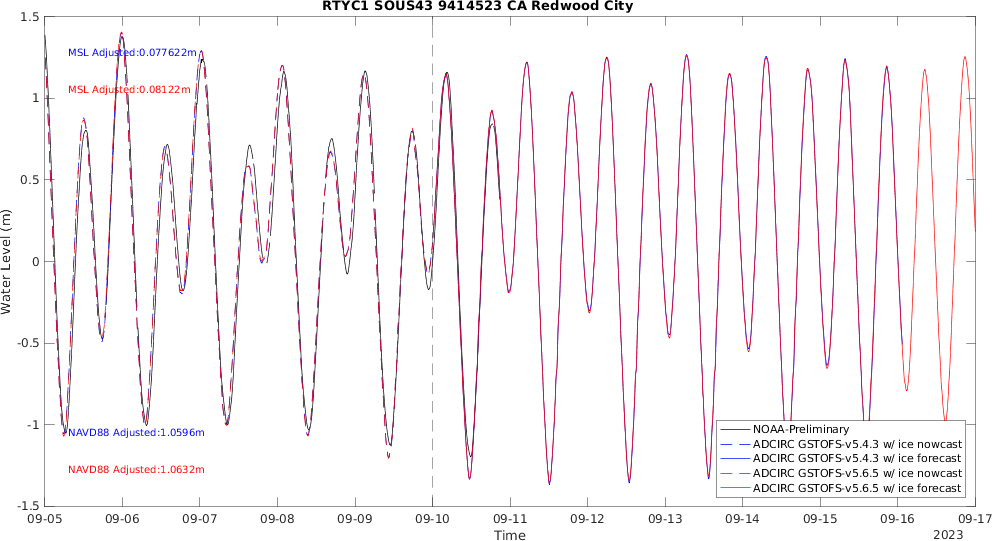 RTYC1 SOUS43 9414523 CA Redwood City
1.5
MSL Adjusted:0.077622m
MSL Adjusted:0.08122m
1
0.5
0
-0.5
-1
-1.5
Water Level (m)
NAVD88 Adjusted:1.0596m
NAVD88 Adjusted:1.0632m
NOAA-Preliminary
ADCIRC GSTOFS-v5.4.3 w/ ice nowcast
ADCIRC GSTOFS-v5.4.3 w/ ice forecast
ADCIRC GSTOFS-v5.6.5 w/ ice nowcast
ADCIRC GSTOFS-v5.6.5 w/ ice forecast
09-05 09-06 09-07 09-08 09-09 09-10 09-11 09-12 09-13 09-14 09-15 09-16 09-17
Time
2023